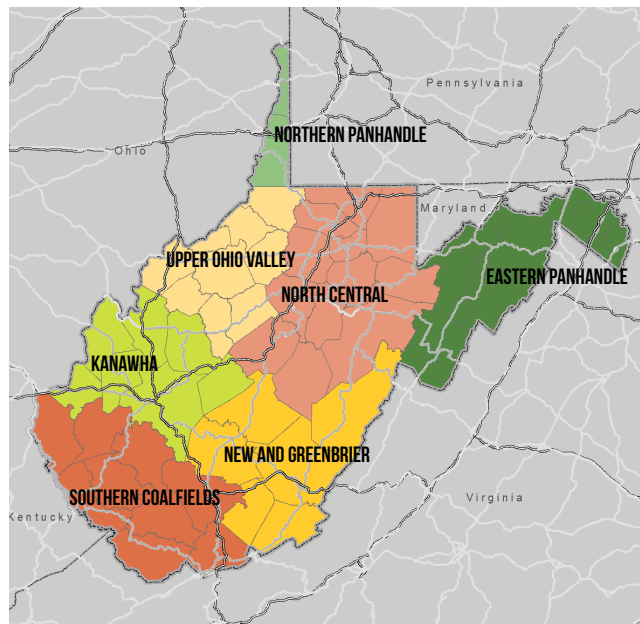 Pennsylvania
NORTHERN PANHANDLE
Ohio
Maryland
UPPER OHIO VALLEY
EASTERN PANHANDLE
NORTH CENTRAL
KANAWHA
NEW AND GREENBRIER
SOUTHERN COALFIELDS
Virginia
Kentucky